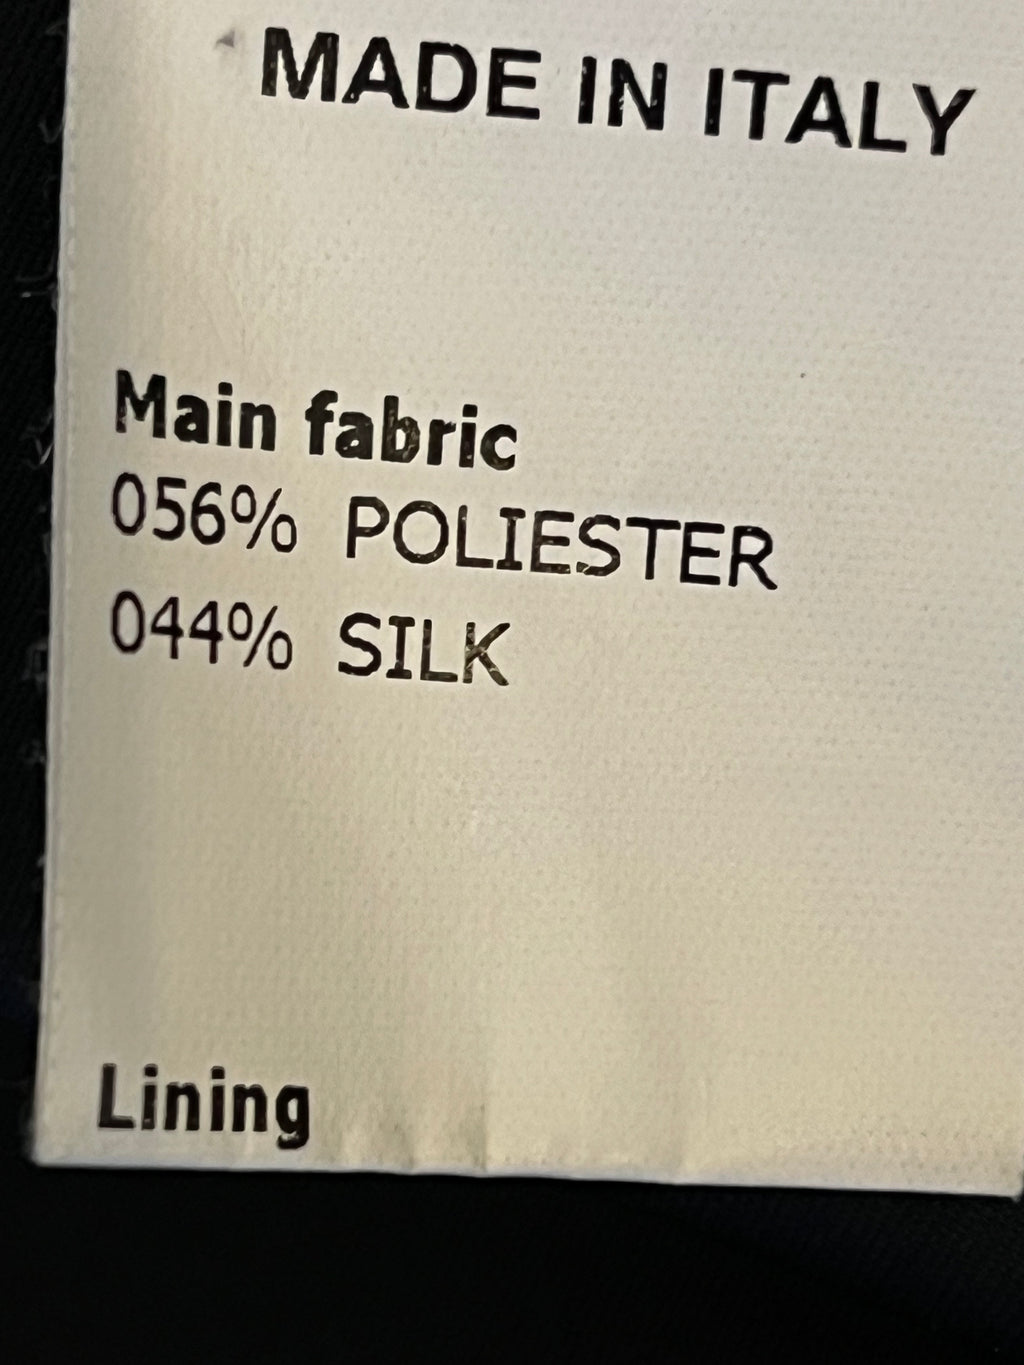 MADE IN ITALY
Main fabric
056% POLIESTER
044% SILK
Lining